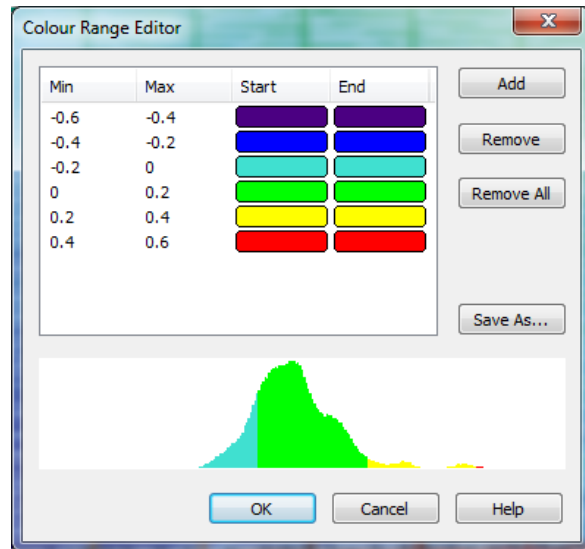 Colour Range Editor
x
Min Max Start End
-0.6 -0.4
-0.4 -0.2
-0.2 0
0 0.2
0.2 0.4
0.4 0.6
Add
Remove
Remove All
Save As...
OK Cancel Help